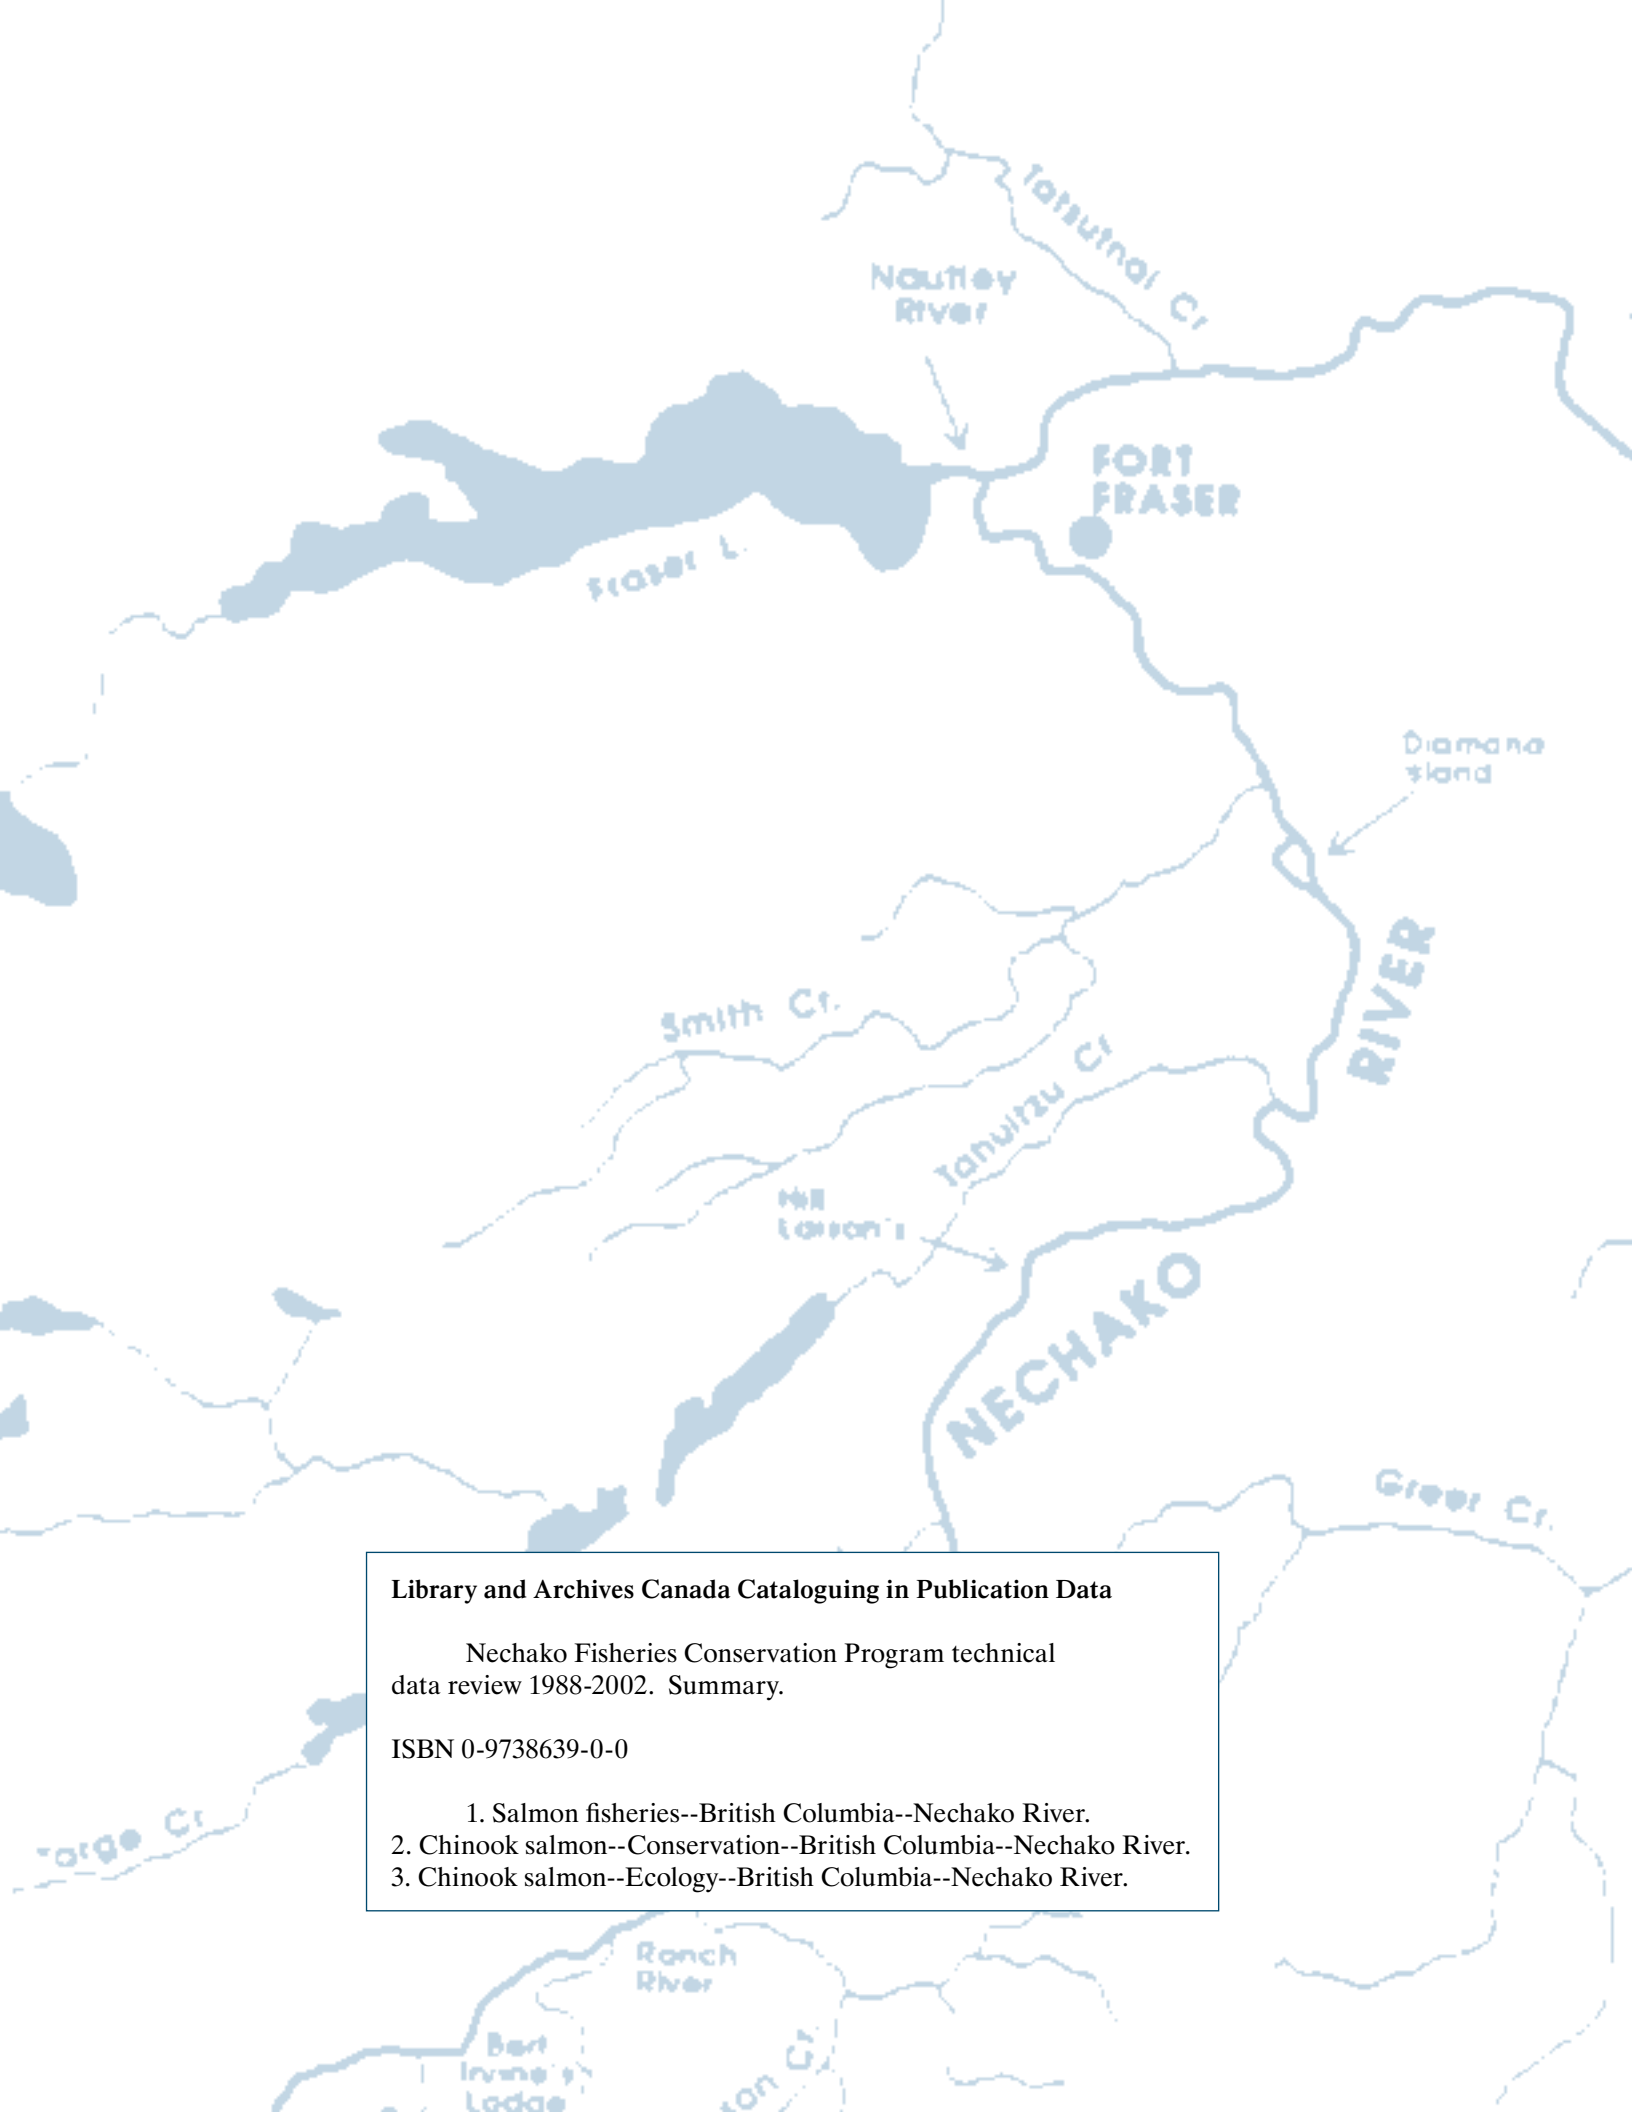 Tatsutnai Cr
Nautley
River
FORT
FRASER
Fraser L.
Diamond
Island
RIVER
Smith Cr.
Tahultzu Cr
NECHAKO
Greer Cr.
Library and Archives Canada Cataloguing in Publication Data
Nechako Fisheries Conservation Program technical
data review 1988-2002.  Summary.
ISBN 0-9738639-0-0
1. Salmon fisheries--British Columbia--Nechako River.
2. Chinook salmon--Conservation--British Columbia--Nechako River.
3. Chinook salmon--Ecology--British Columbia--Nechako River.
Cr
Ranch
River
Bert
Irvine's
Lodge
Cr.